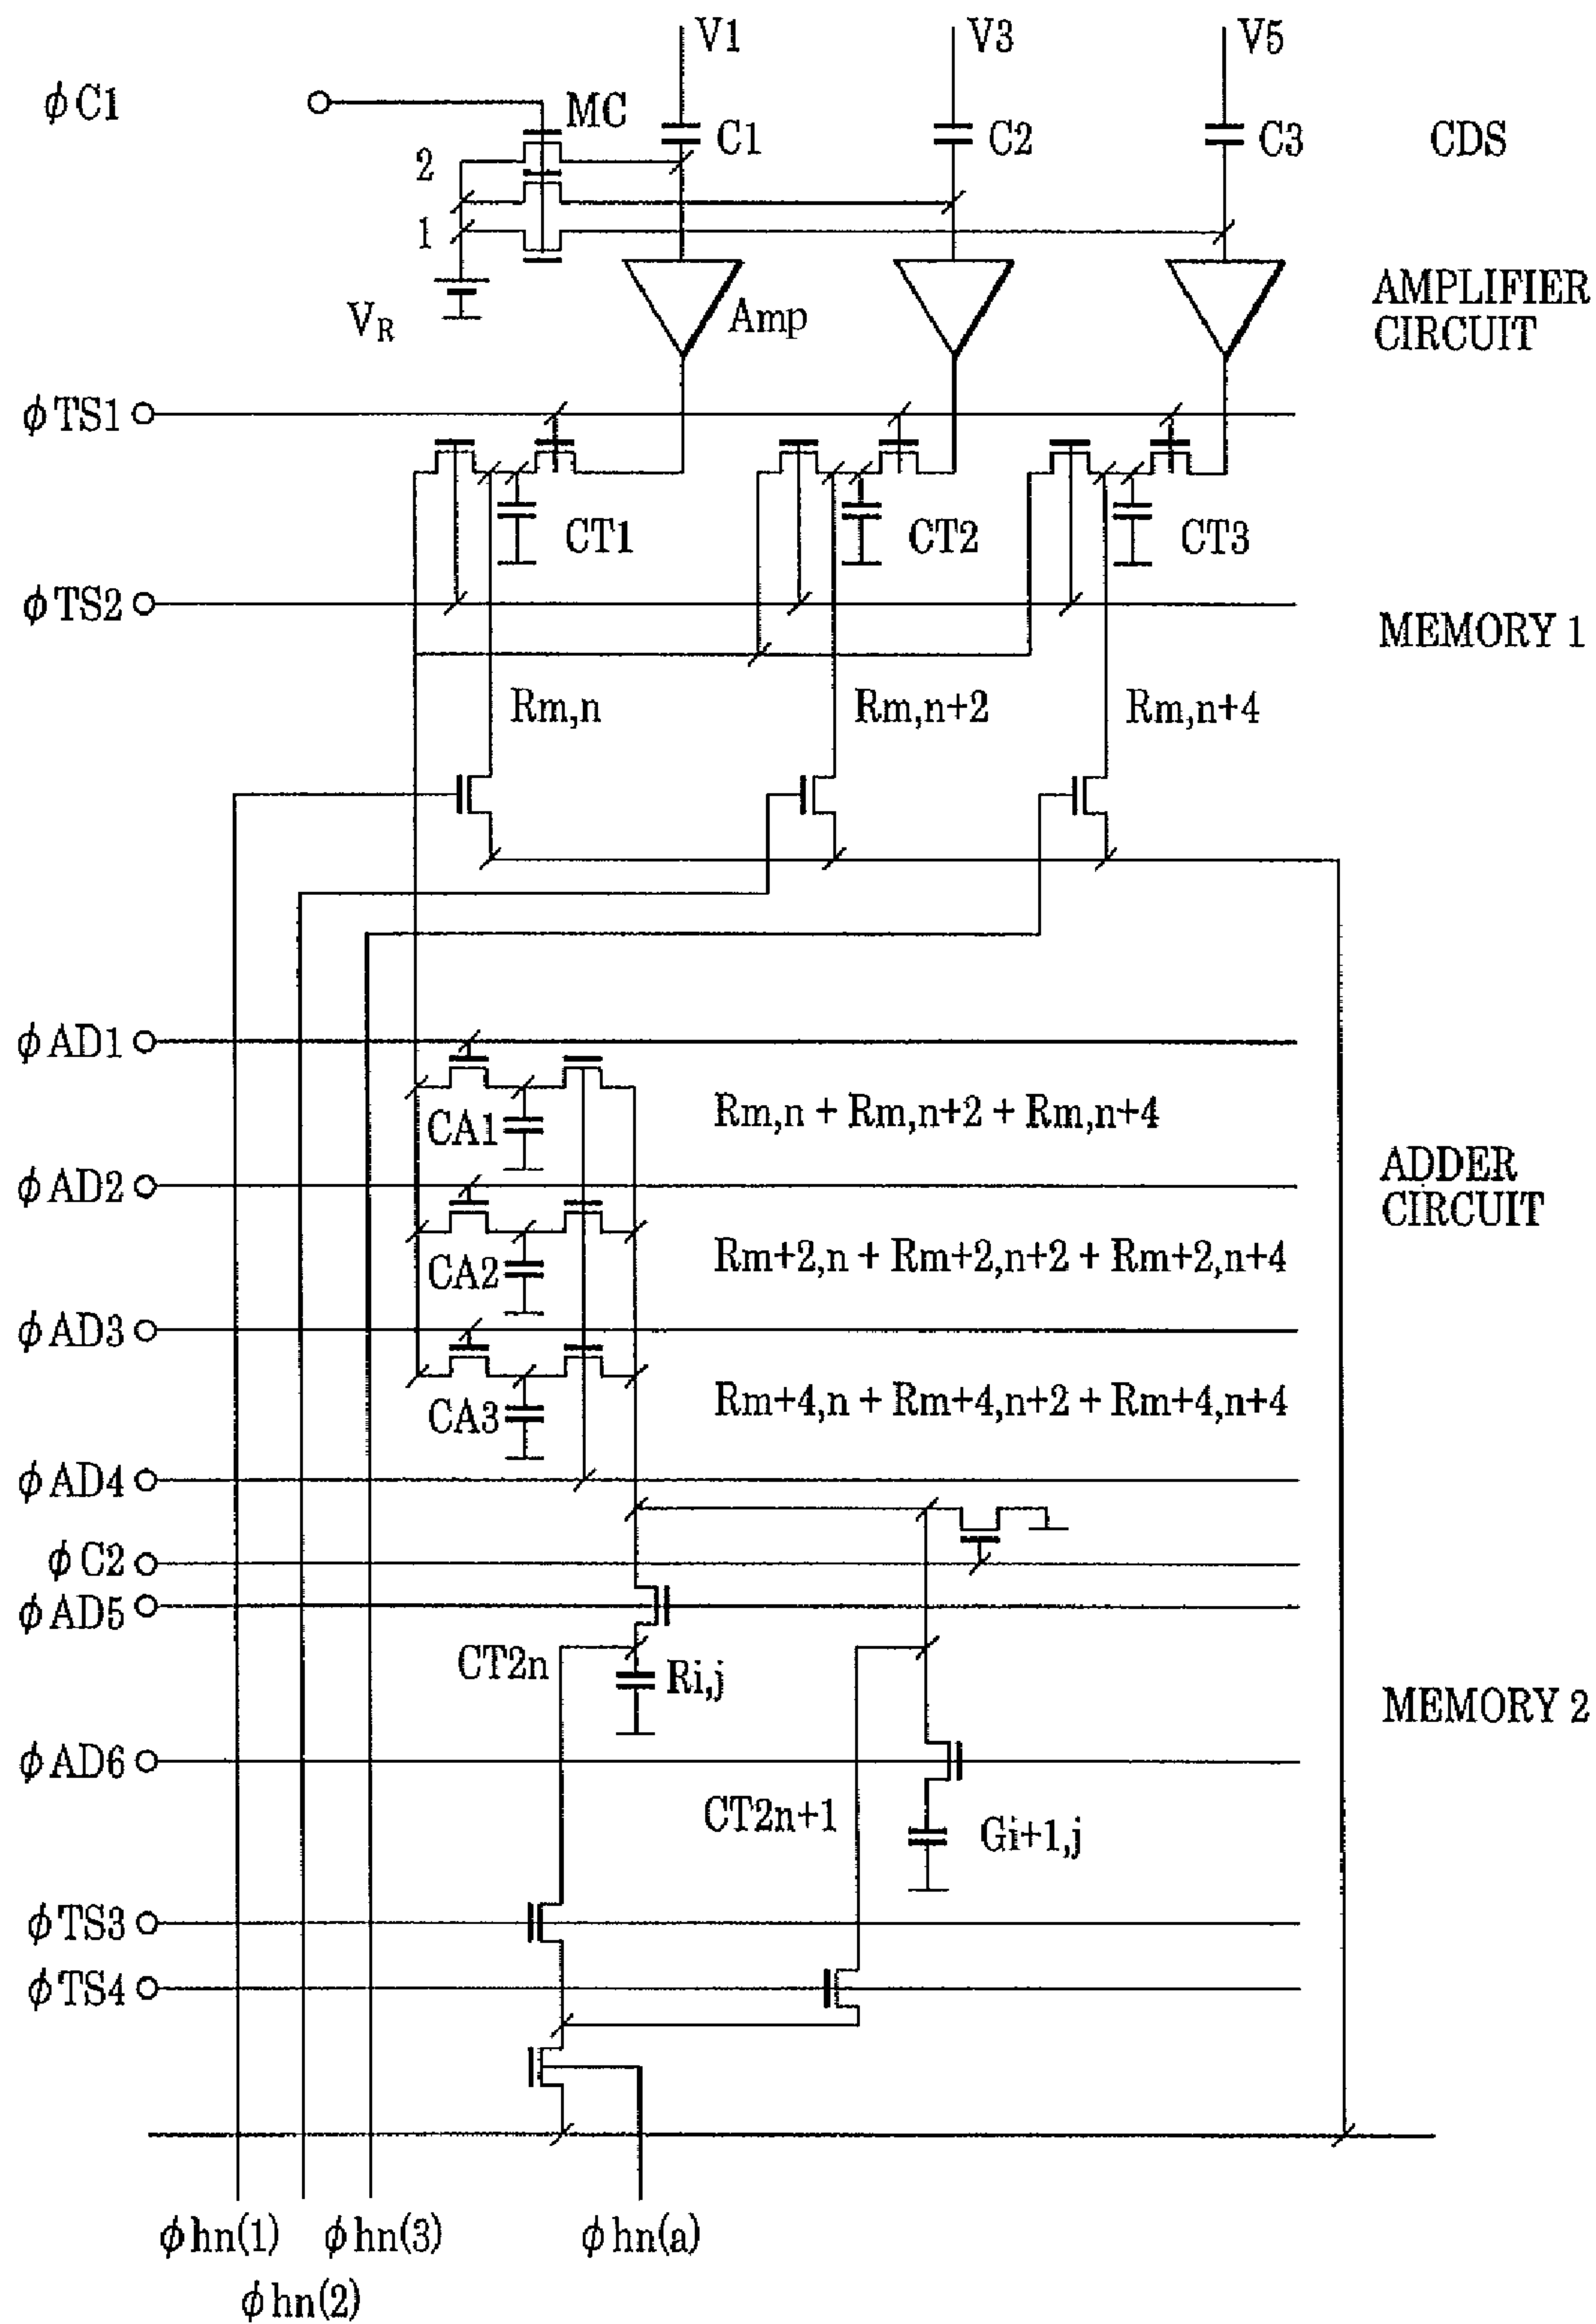 V1
V3
V5
ϕC1
MC
C1
C2
C3
CDS
2
1
VR
Amp
AMPLIFIER
CIRCUIT
ϕTS1
CT1
CT2
CT3
ϕTS2
MEMORY 1
Rm,n
Rm,n+2
Rm,n+4
ϕAD1
CA1
Rm,n + Rm,n+2 + Rm,n+4
ADDER
CIRCUIT
ϕAD2
CA2
Rm+2,n + Rm+2,n+2 + Rm+2,n+4
ϕAD3
CA3
Rm+4,n + Rm+4,n+2 + Rm+4,n+4
ϕAD4
ϕC2
ϕAD5
CT2n
Ri,j
MEMORY 2
ϕAD6
CT2n+1
Gi+1,j
ϕTS3
ϕTS4
ϕhn(1)
ϕhn(3)
ϕhn(a)
ϕhn(2)